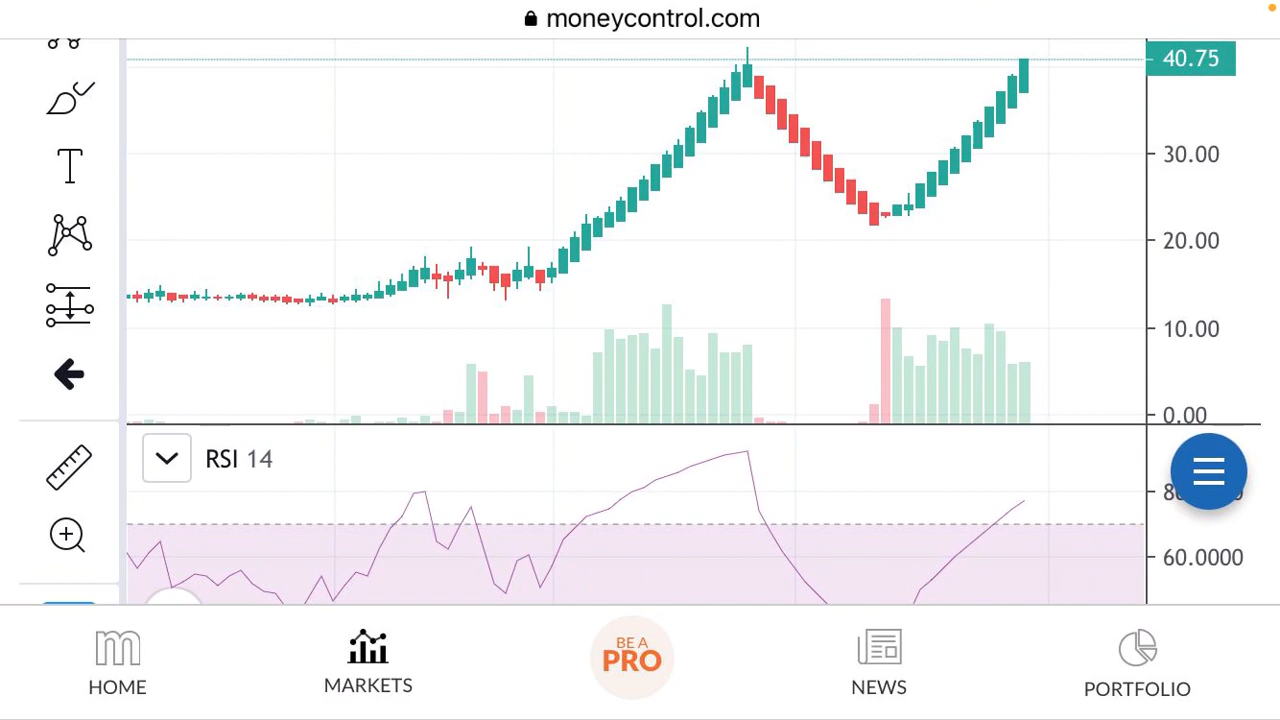 moneycontrol.com
40.75
T
30.00
20.00
10.00
0.00
RSI 14
60.0000
m
BE A
PRO
HOME
MARKETS
NEWS
PORTFOLIO